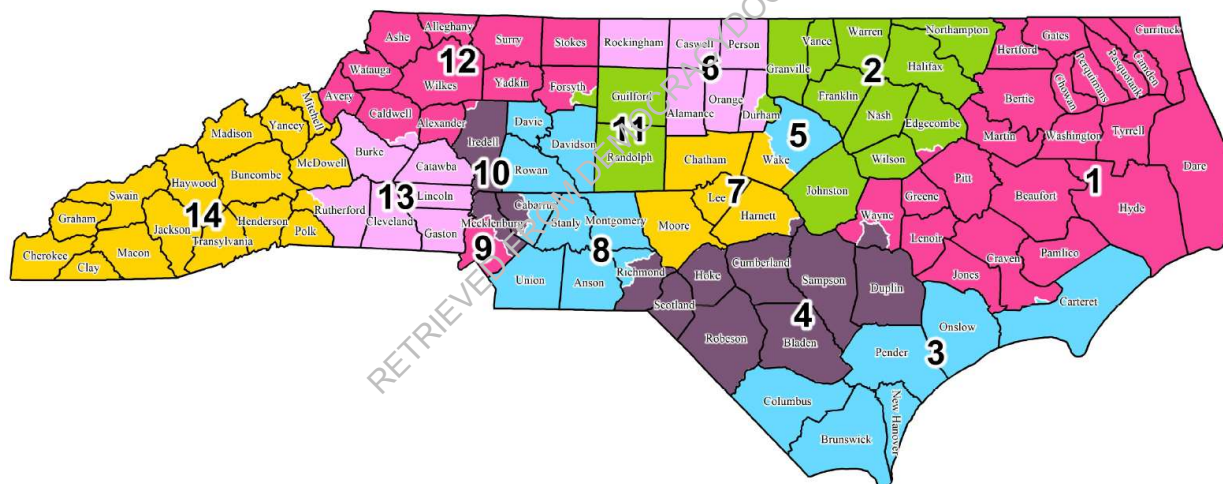 Ashe
Alleghany
Surry
Stokes
Rockingham
Caswell
Person
Granville
Vance
Warren
Northampton
Hertford
Gates
Currituck
Camden
Pasquotank
Perquimans
Chowan
12
6
2
Watauga
Wilkes
Yadkin
Forsyth
Guilford
Alamance
Orange
Durham
Franklin
Halifax
Bertie
Avery
Mitchell
Caldwell
Alexander
Iredell
Davie
Davidson
11
5
Nash
Edgecombe
Martin
Washington
Tyrrell
Dare
Madison
Yancey
McDowell
Burke
Catawba
10
Rowan
Randolph
Chatham
Wake
Wilson
Pitt
Beaufort
1
Hyde
Haywood
Buncombe
Swain
Graham
14
Jackson
Henderson
Rutherford
13
Lincoln
Cleveland
Gaston
Cabarrus
Mecklenburg
9
Stanly
Montgomery
7
Lee
Moore
Harnett
Johnston
Greene
Wayne
Lenoir
Craven
Pamlico
Jones
Cherokee
Clay
Macon
Transylvania
Polk
Union
Anson
8
Richmond
Scotland
Hoke
Cumberland
Sampson
Duplin
Carteret
Onslow
Robeson
4
Bladen
Pender
3
Columbus
Brunswick
New Hanover
RETRIEVED FROM DEMOCRACYDOC